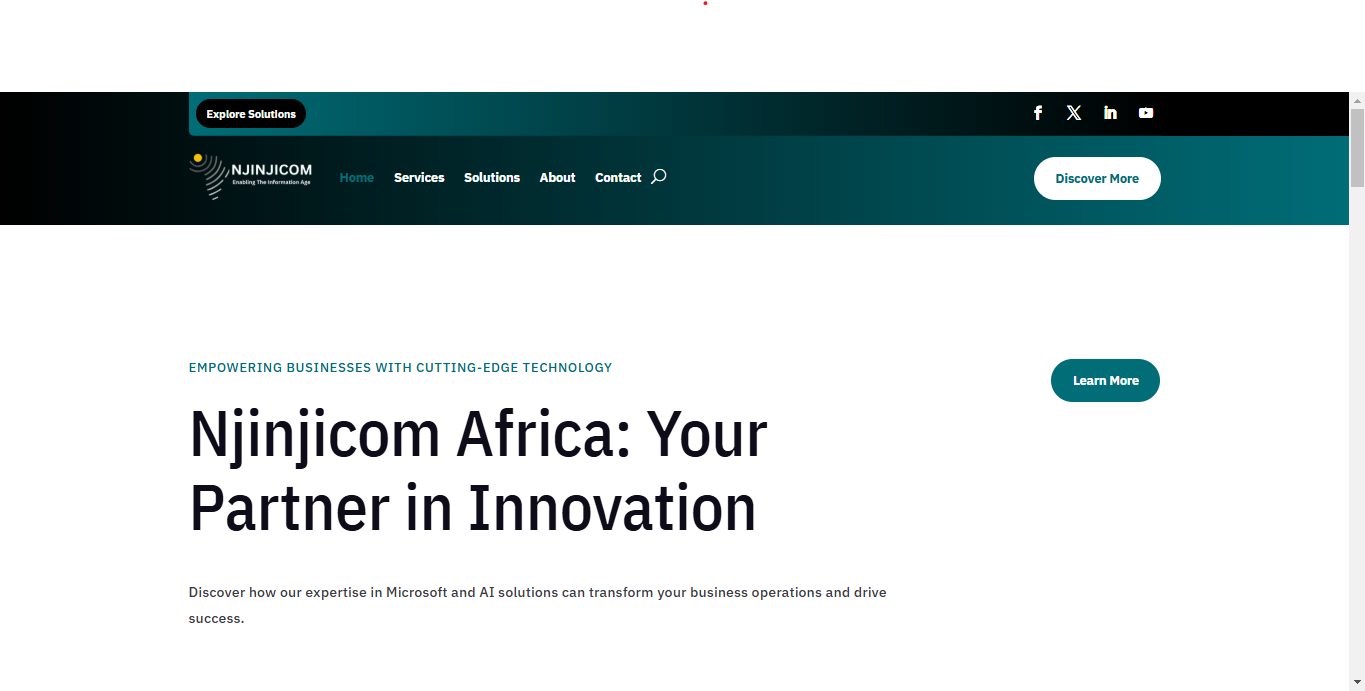 Explore Solutions
NJINJICOM
Enabling The Information Age
Home Services Solutions About Contact
Discover More
EMPOWERING BUSINESSES WITH CUTTING-EDGE TECHNOLOGY
Learn More
Njinjicom Africa: Your
Partner in Innovation
Discover how our expertise in Microsoft and AI solutions can transform your business operations and drive
success.